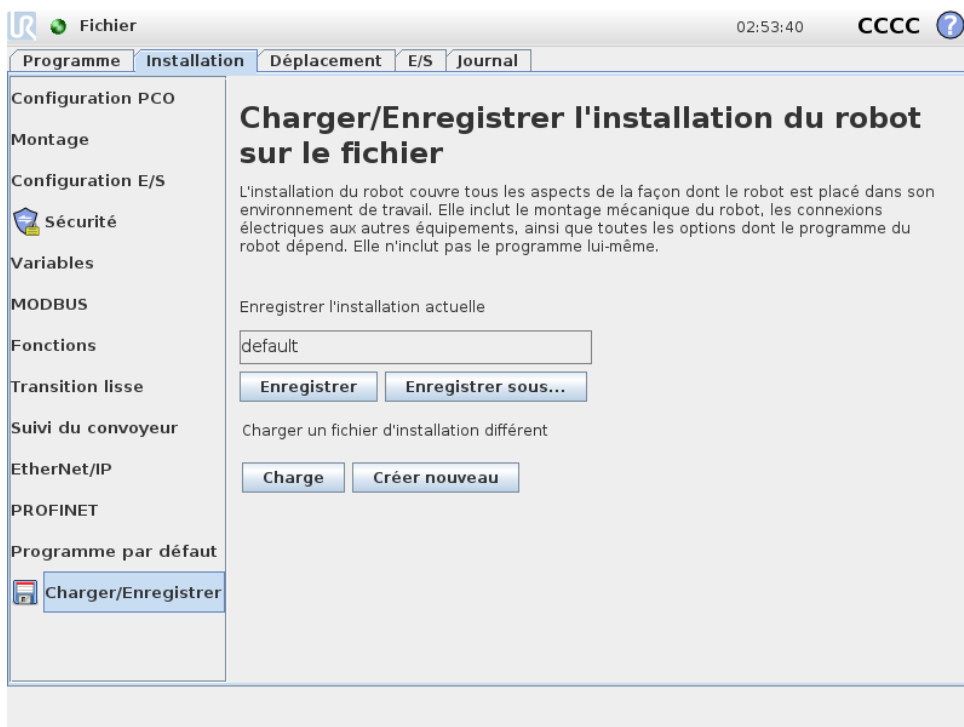 UR Fichier 02:53:40 CCCC ?
Programme Installation Déplacement E/S Journal
Configuration PCO
Montage
Configuration E/S
Sécurité
Variables
MODBUS
Fonctions
Transition lisse
Suivi du convoyeur
EtherNet/IP
PROFINET
Programme par défaut
Charger/Enregistrer
Charger/Enregistrer l'installation du robot
sur le fichier
L'installation du robot couvre tous les aspects de la façon dont le robot est placé dans son
environnement de travail. Elle inclut le montage mécanique du robot, les connexions
électriques aux autres équipements, ainsi que toutes les options dont le programme du
robot dépend. Elle n'inclut pas le programme lui-même.
Enregistrer l'installation actuelle
default
Enregistrer Enregistrer sous...
Charger un fichier d'installation différent
Charge Créer nouveau